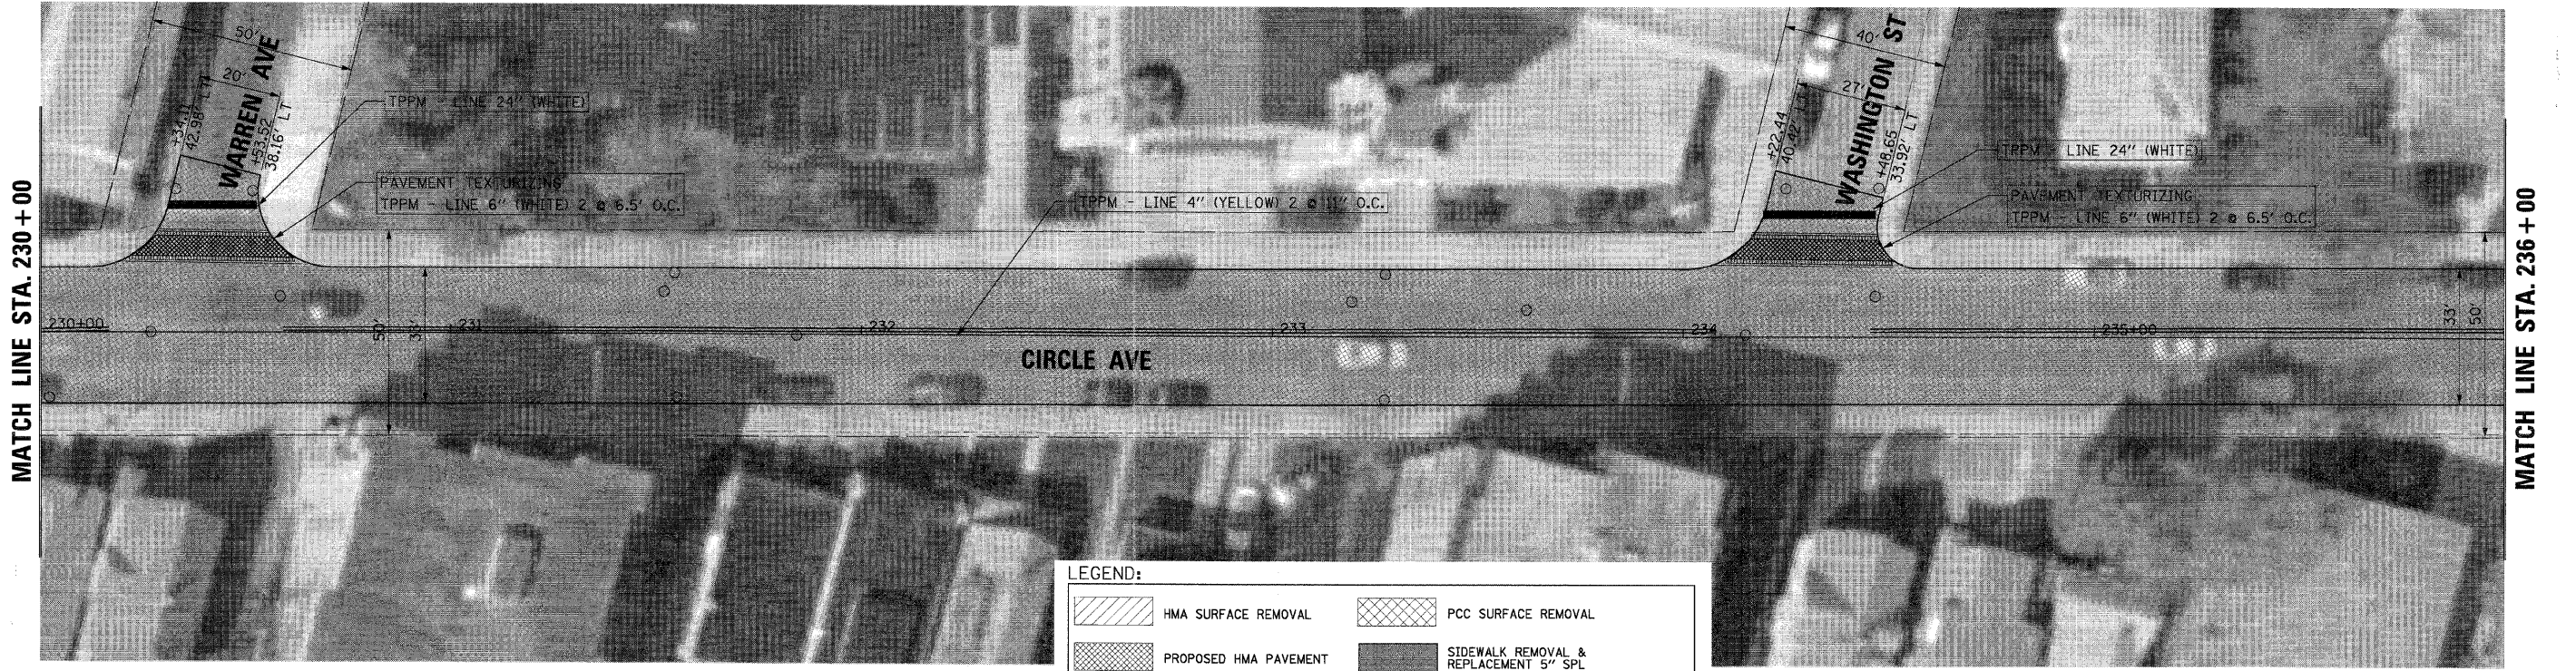 MATCH LINE STA. 230 + 00
50'
20'
WARREN AVE
+34.11
42.98' LT
+53.52
38.16' LT
TPPM - LINE 24" (WHITE)
PAVEMENT TEXTURIZING
TPPM - LINE 6" (WHITE) 2 @ 6.5' O.C.
TPPM - LINE 4" (YELLOW) 2 @ 11" O.C.
40'
27'
WASHINGTON ST
+22.44
40.42' LT
+48.65
33.92' LT
TPPM - LINE 24" (WHITE)
PAVEMENT TEXTURIZING
TPPM - LINE 6" (WHITE) 2 @ 6.5' O.C.
230+00
231
232
233
234
235+00
50'
33'
33'
50'
CIRCLE AVE
MATCH LINE STA. 236 + 00
LEGEND:
HMA SURFACE REMOVAL
PCC SURFACE REMOVAL
PROPOSED HMA PAVEMENT
SIDEWALK REMOVAL &
REPLACEMENT 5" SPL